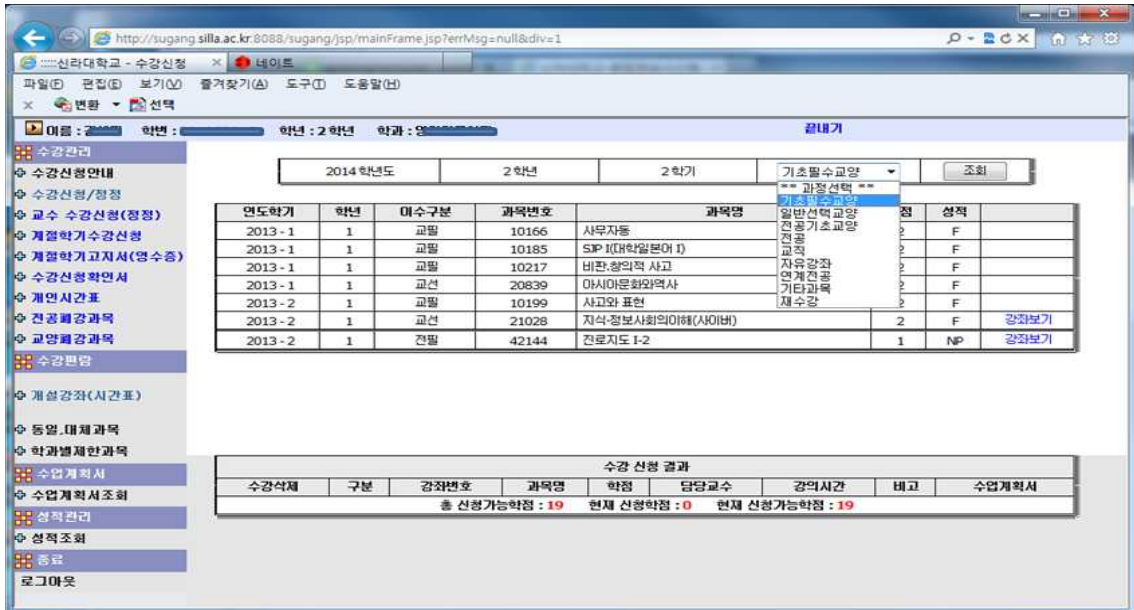 http://sugang.silla.ac.kr:8088/sugang/jsp/mainFrame.jsp?errMsg=null&div=1
:::::신라대학교 - 수강신청
네이트
파일(F) 편집(E) 보기(V) 즐겨찾기(A) 도구(T) 도움말(H)
변환 선택
이름 : 학번 : 학년 : 2 학년 학과 : 끝내기
수강관리
수강신청안내
수강신청/정정
교수 수강신청(정정)
계절학기수강신청
계절학기고지서(영수증)
수강신청확인서
개인시간표
전공폐강과목
교양폐강과목
수강편람
개설강좌(시간표)
동일,대체과목
학과별제한과목
수업계획서
수업계획서조회
성적관리
성적조회
종료
로그아웃
2014 학년도 2 학년 2 학기 기초필수교양 조회
** 과정선택 **
기초필수교양
일반선택교양
전공기초교양
전공
교직
자유강좌
연계전공
기타과목
재수강
연도학기 학년 이수구분 과목번호 과목명 점 성적
2013 - 1 1 교필 10166 사무자동 2 F
2013 - 1 1 교필 10185 SJP I(대학일본어 I) 2 F
2013 - 1 1 교필 10217 비판.창의적 사고 2 F
2013 - 1 1 교선 20839 아시아문화와역사 2 F
2013 - 2 1 교필 10199 사고와 표현 2 F
2013 - 2 1 교선 21028 지식·정보사회의이해(사이버) 2 F 강좌보기
2013 - 2 1 전필 42144 진로지도 I-2 1 NP 강좌보기
수강 신청 결과
수강삭제 구분 강좌번호 과목명 학점 담당교수 강의시간 비고 수업계획서
총 신청가능학점 : 19 현재 신청학점 : 0 현재 신청가능학점 : 19